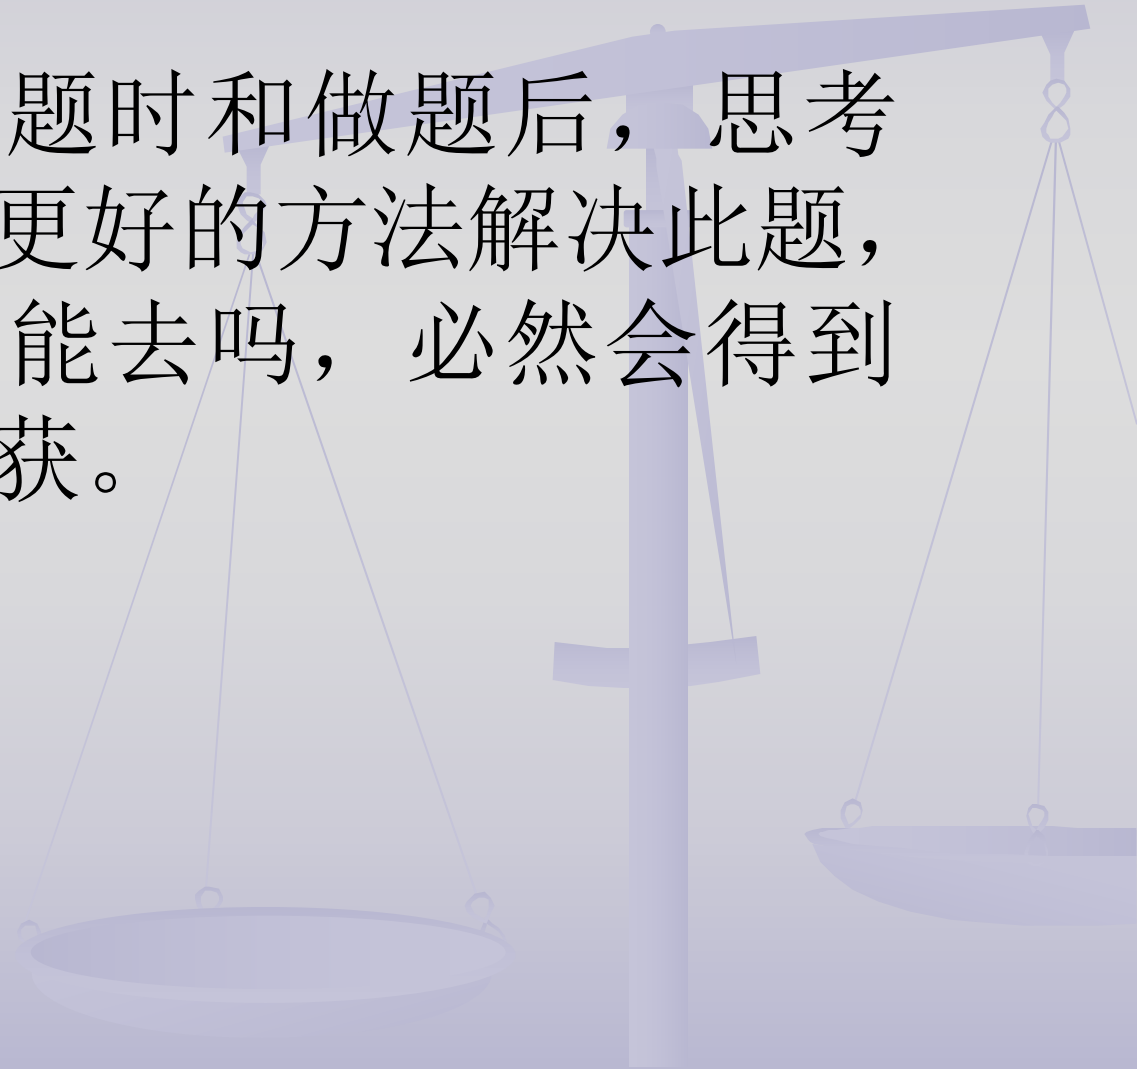 题时和做题后，思考
更好的方法解决此题，
能去吗，必然会得到
获。